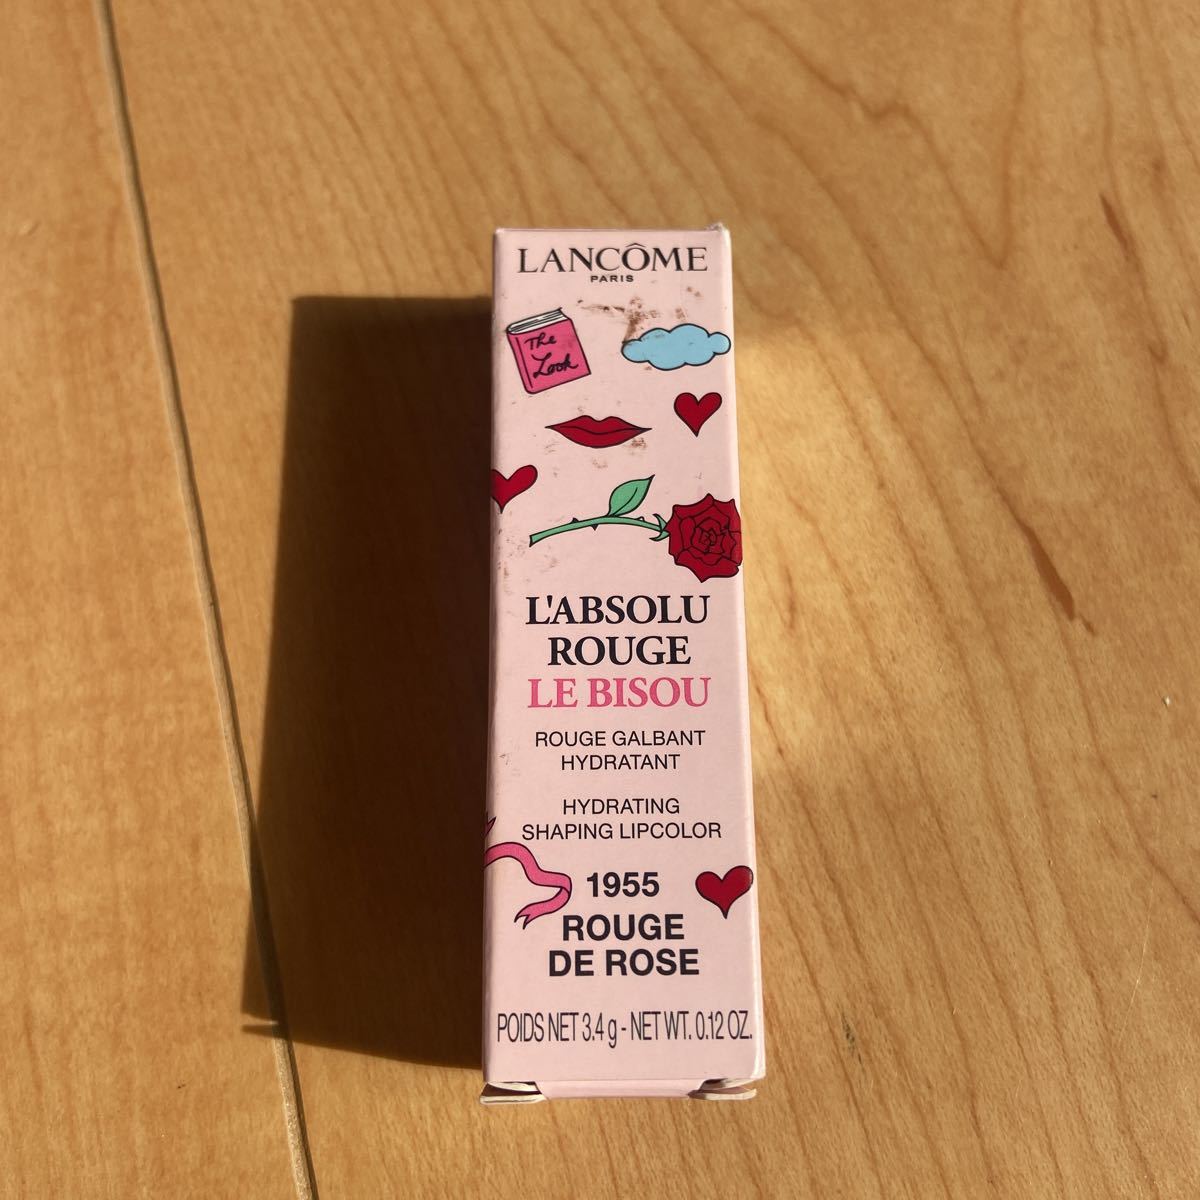 LANCÔME
PARIS
The
Look
L'ABSOLU
ROUGE
LE BISOU
ROUGE GALBANT
HYDRATANT
HYDRATING
SHAPING LIPCOLOR
1955
ROUGE
DE ROSE
POIDS NET 3.4 g - NET WT. 0.12 OZ.